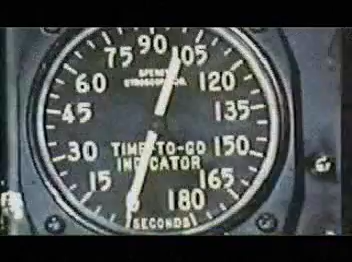 90
75 105
SPERRY
GYROSCOPE CO.
60 120
45 135
TIME-TO-GO 150
30 INDICATOR
15 165
0 180
SECONDS